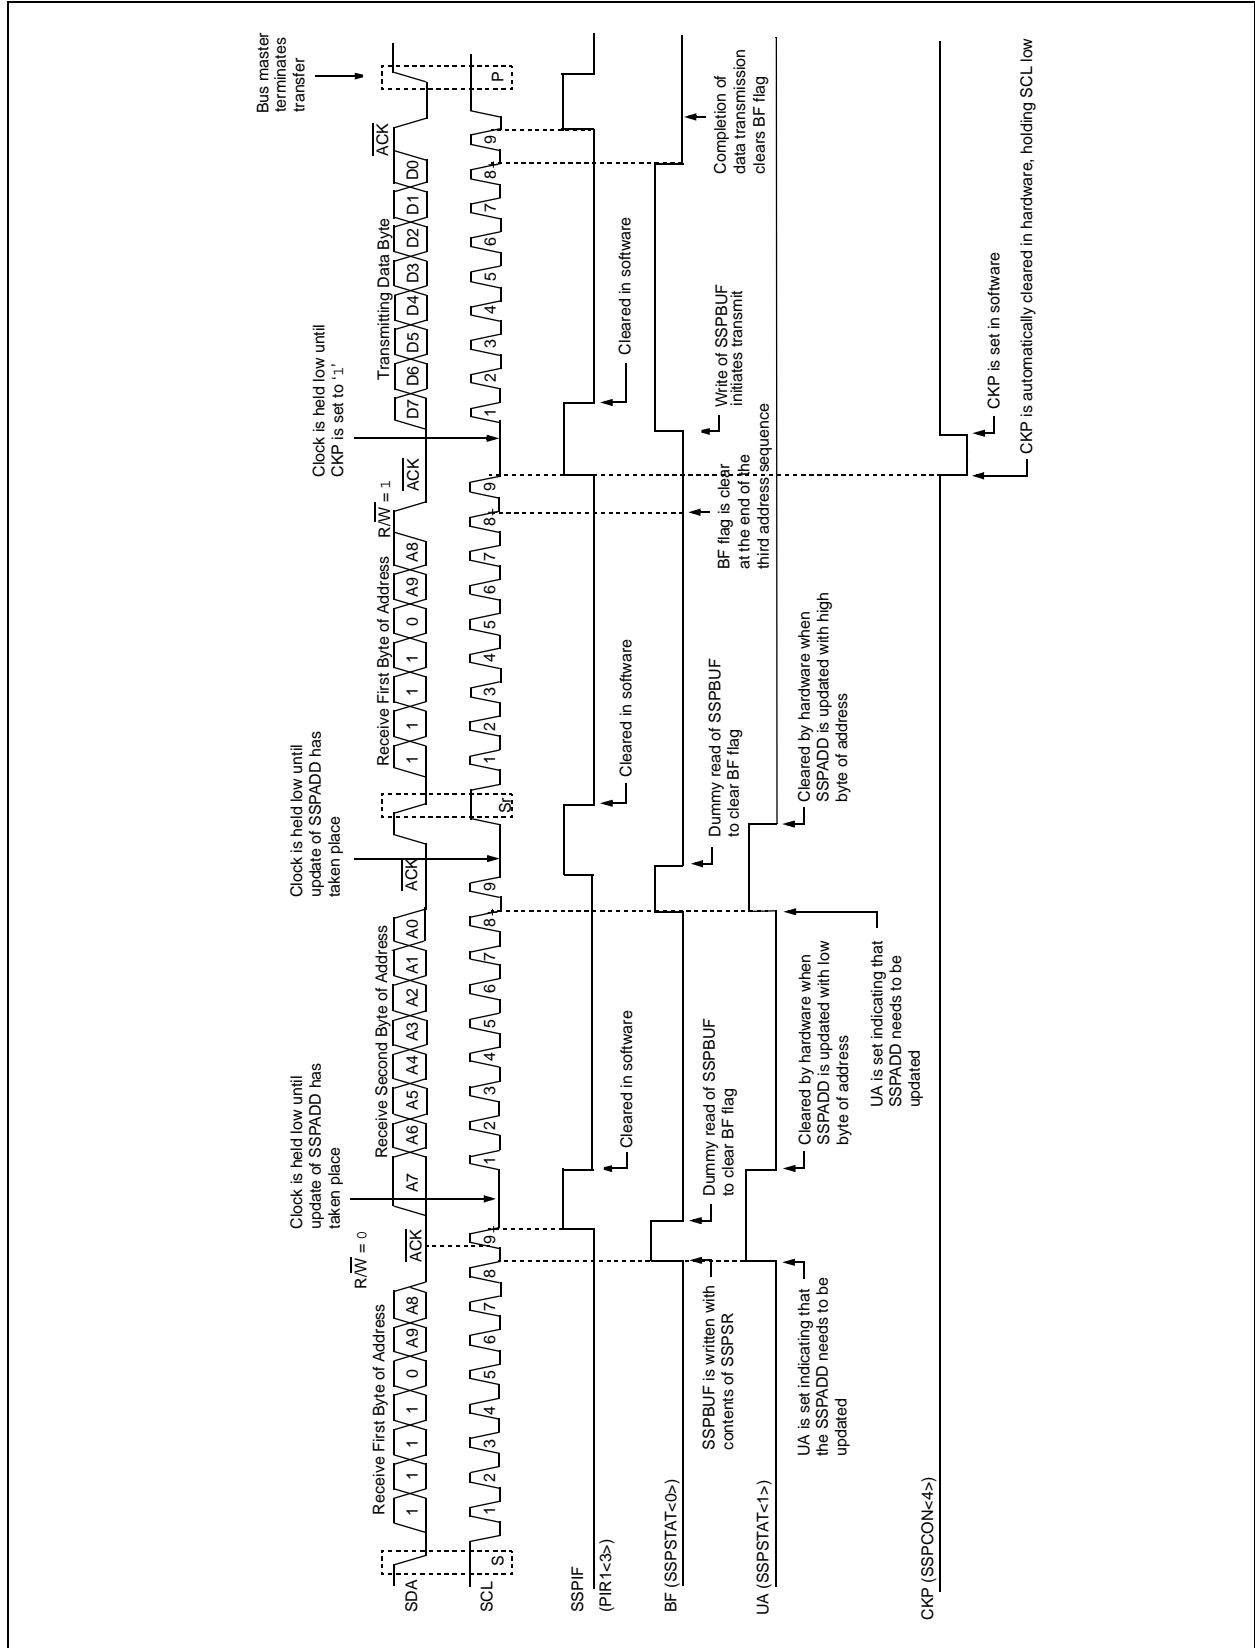 Bus master
terminates
transfer
Clock is held low until
CKP is set to ‘1’
Clock is held low until
update of SSPADD has
taken place
Clock is held low until
update of SSPADD has
taken place
R/W = 0
R/W = 1
Receive First Byte of Address
ACK
Receive Second Byte of Address
ACK
Receive First Byte of Address
ACK
Transmitting Data Byte
ACK
SDA
1 1 1 1 0 A9 A8
A7 A6 A5 A4 A3 A2 A1 A0
1 1 1 1 0 A9 A8
D7 D6 D5 D4 D3 D2 D1 D0
SCL
S
1 2 3 4 5 6 7 8 9
1 2 3 4 5 6 7 8 9
Sr
1 2 3 4 5 6 7 8 9
1 2 3 4 5 6 7 8 9
P
SSPIF
(PIR1<3>)
Cleared in software
Cleared in software
Cleared in software
BF (SSPSTAT<0>)
SSPBUF is written with
contents of SSPSR
Dummy read of SSPBUF
to clear BF flag
Dummy read of SSPBUF
to clear BF flag
BF flag is clear
at the end of the
third address sequence
Write of SSPBUF
initiates transmit
Completion of
data transmission
clears BF flag
UA (SSPSTAT<1>)
UA is set indicating that
the SSPADD needs to be
updated
Cleared by hardware when
SSPADD is updated with low
byte of address
UA is set indicating that
SSPADD needs to be
updated
Cleared by hardware when
SSPADD is updated with high
byte of address
CKP (SSPCON<4>)
CKP is set in software
CKP is automatically cleared in hardware, holding SCL low